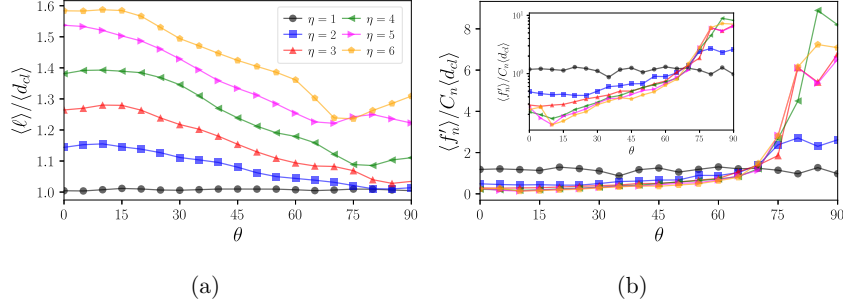 ⟨ℓ⟩/⟨d_cl⟩
1.6
1.5
1.4
1.3
1.2
1.1
1.0
0 15 30 45 60 75 90
θ
η = 1 η = 4
η = 2 η = 5
η = 3 η = 6
(a)
⟨f′_n⟩/C_n⟨d_cl⟩
8
6
4
2
0
0 15 30 45 60 75 90
θ
⟨f′_n⟩/C_n⟨d_cl⟩
10^1
10^0
0 15 30 45 60 75 90
θ
(b)